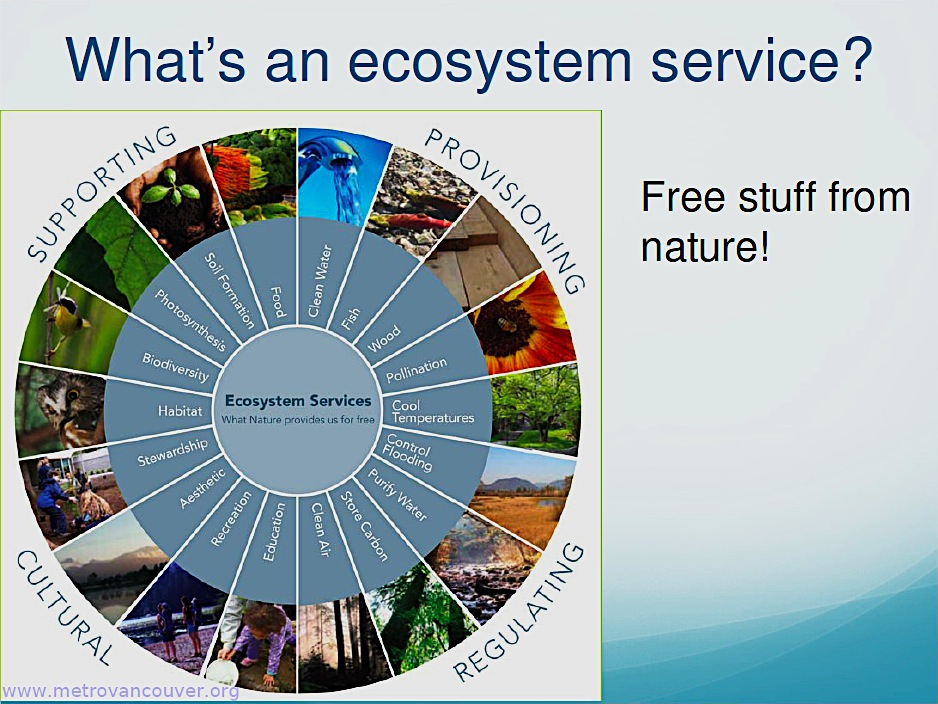 What's an ecosystem service?
SUPPORTING
PROVISIONING
Free stuff from
nature!
Food
Clean Water
Fish
Wood
Pollination
Cool
Temperatures
Control
Flooding
Purify Water
Store Carbon
Clean Air
Education
Recreation
Aesthetic
Stewardship
Habitat
Biodiversity
Photosynthesis
Soil Formation
Ecosystem Services
What Nature provides us for free
CULTURAL
REGULATING
www.metrovancouver.org